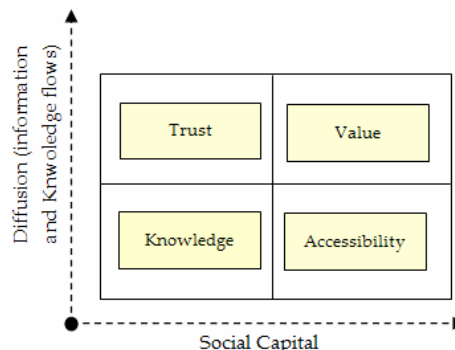 Diffusion (information
and Knwoledge flows)
Trust
Value
Knowledge
Accessibility
Social Capital